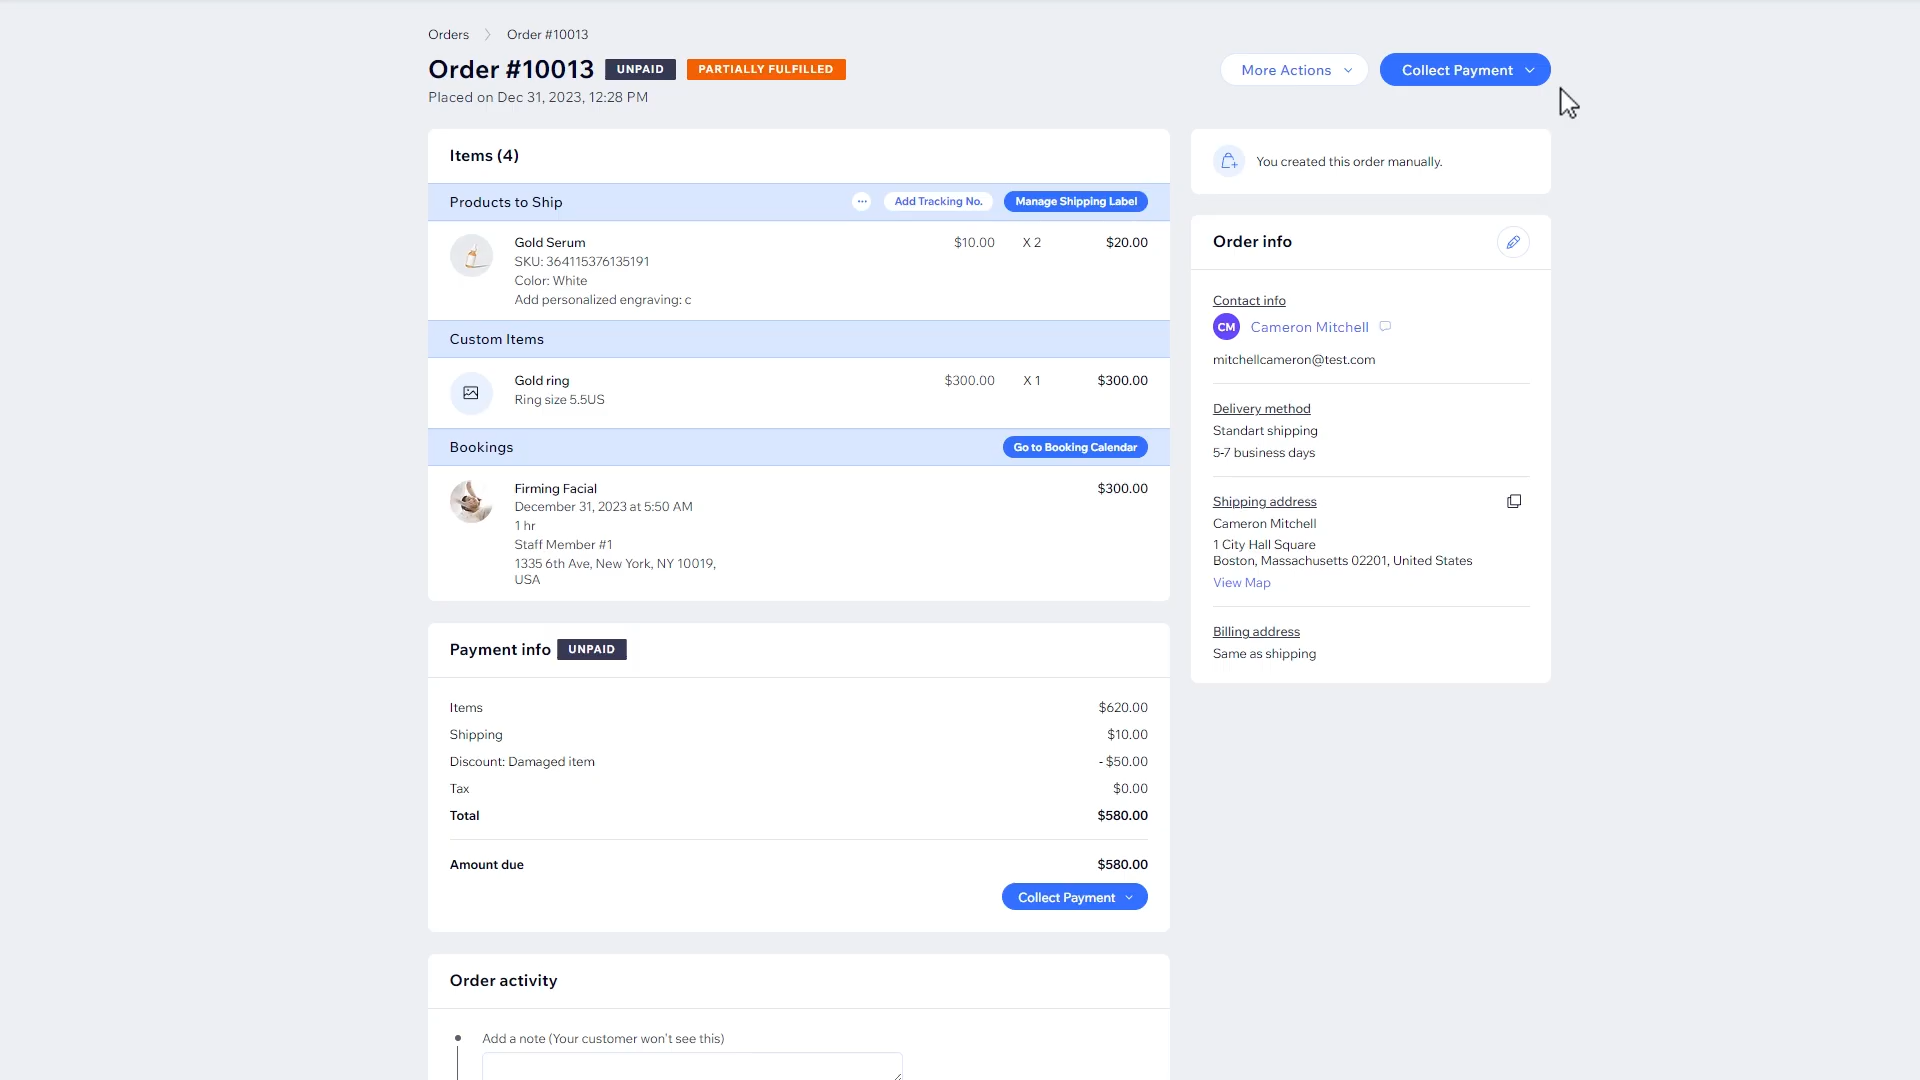 Orders
Order #10013
Order #10013 UNPAID PARTIALLY FULFILLED
More Actions
Collect Payment
Placed on Dec 31, 2023, 12:28 PM
Items (4)
Products to Ship
Add Tracking No.
Manage Shipping Label
Gold Serum $10.00 X 2 $20.00
SKU: 364115376135191
Color: White
Add personalized engraving: c
Custom Items
Gold ring $300.00 X 1 $300.00
Ring size 5.5US
Bookings
Go to Booking Calendar
Firming Facial $300.00
December 31, 2023 at 5:50 AM
1 hr
Staff Member #1
1335 6th Ave, New York, NY 10019,
USA
Payment info UNPAID
Items $620.00
Shipping $10.00
Discount: Damaged item - $50.00
Tax $0.00
Total $580.00
Amount due $580.00
Collect Payment
Order activity
Add a note (Your customer won't see this)
You created this order manually.
Order info
Contact info
CM Cameron Mitchell
mitchellcameron@test.com
Delivery method
Standart shipping
5-7 business days
Shipping address
Cameron Mitchell
1 City Hall Square
Boston, Massachusetts 02201, United States
View Map
Billing address
Same as shipping